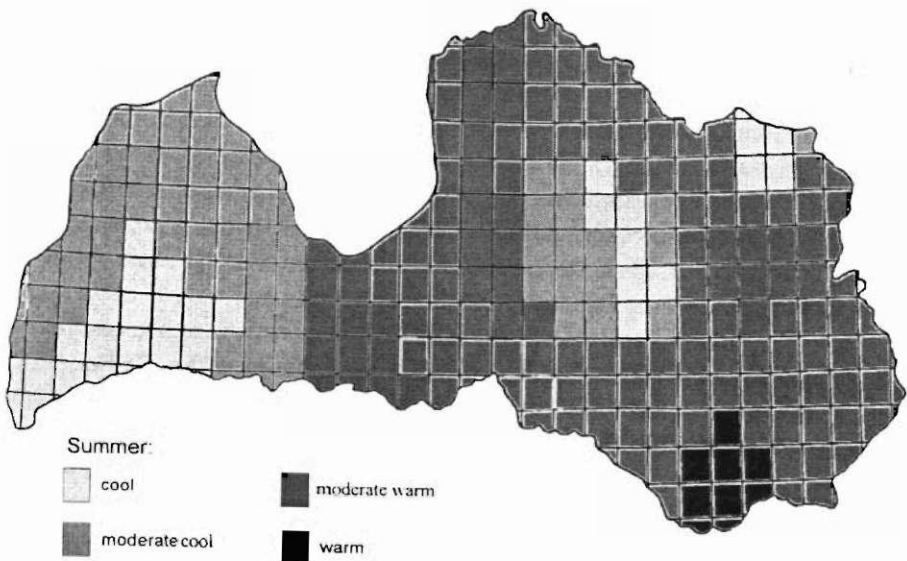 Summer:
cool
moderate cool
moderate warm
warm